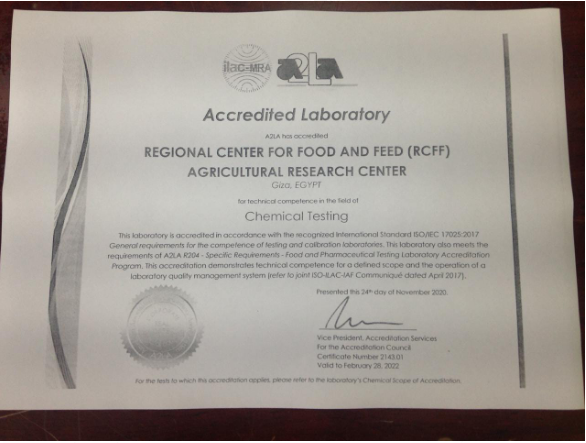 ilac-MRA
a2la
Accredited Laboratory
A2LA has accredited
REGIONAL CENTER FOR FOOD AND FEED (RCFF)
AGRICULTURAL RESEARCH CENTER
Giza, EGYPT
for technical competence in the field of
Chemical Testing
This laboratory is accredited in accordance with the recognized International Standard ISO/IEC 17025:2017
General requirements for the competence of testing and calibration laboratories. This laboratory also meets the
requirements of A2LA R204 - Specific Requirements - Food and Pharmaceutical Testing Laboratory Accreditation
Program. This accreditation demonstrates technical competence for a defined scope and the operation of a
laboratory quality management system (refer to joint ISO-ILAC-IAF Communiqué dated April 2017).
Presented this 24th day of November 2020.
Vice President, Accreditation Services
For the Accreditation Council
Certificate Number 2143.01
Valid to February 28, 2022
For the tests to which this accreditation applies, please refer to the laboratory's Chemical Scope of Accreditation.